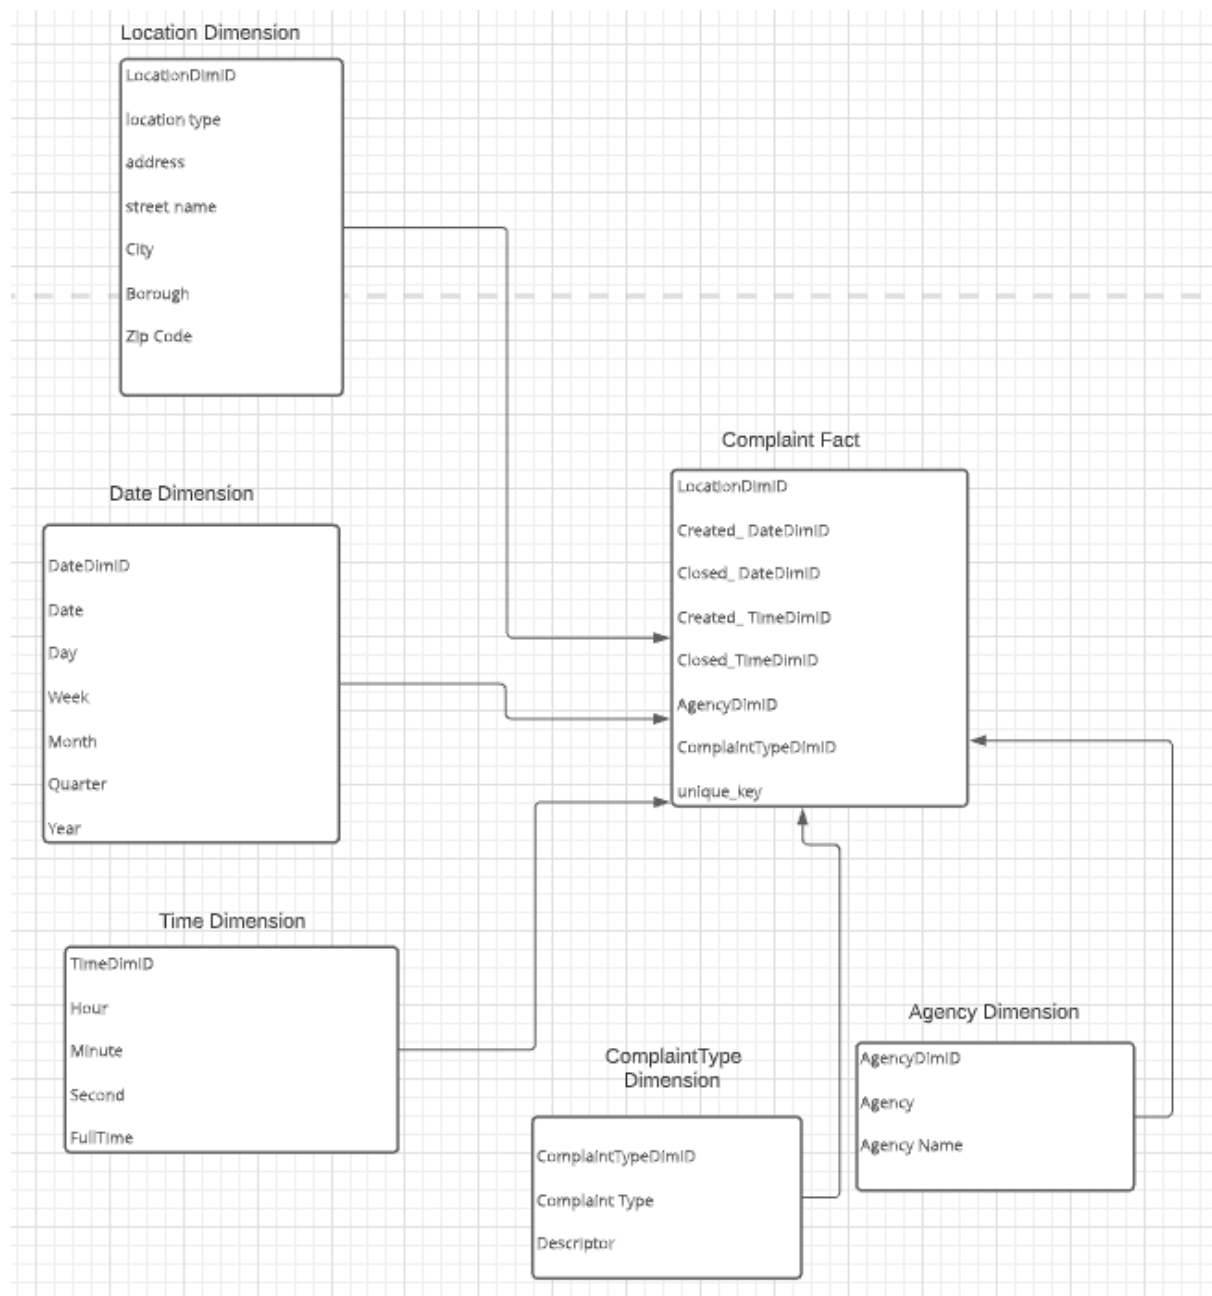 Location Dimension
LocationDimID
location type
address
street name
City
Borough
Zip Code
Complaint Fact
LocationDimID
Created_ DateDimID
Closed_ DateDimID
Created_ TimeDimID
Closed_TimeDimID
AgencyDimID
ComplaintTypeDimID
unique_key
Date Dimension
DateDimID
Date
Day
Week
Month
Quarter
Year
Time Dimension
TimeDimID
Hour
Minute
Second
FullTime
ComplaintType
Dimension
ComplaintTypeDimID
Complaint Type
Descriptor
Agency Dimension
AgencyDimID
Agency
Agency Name